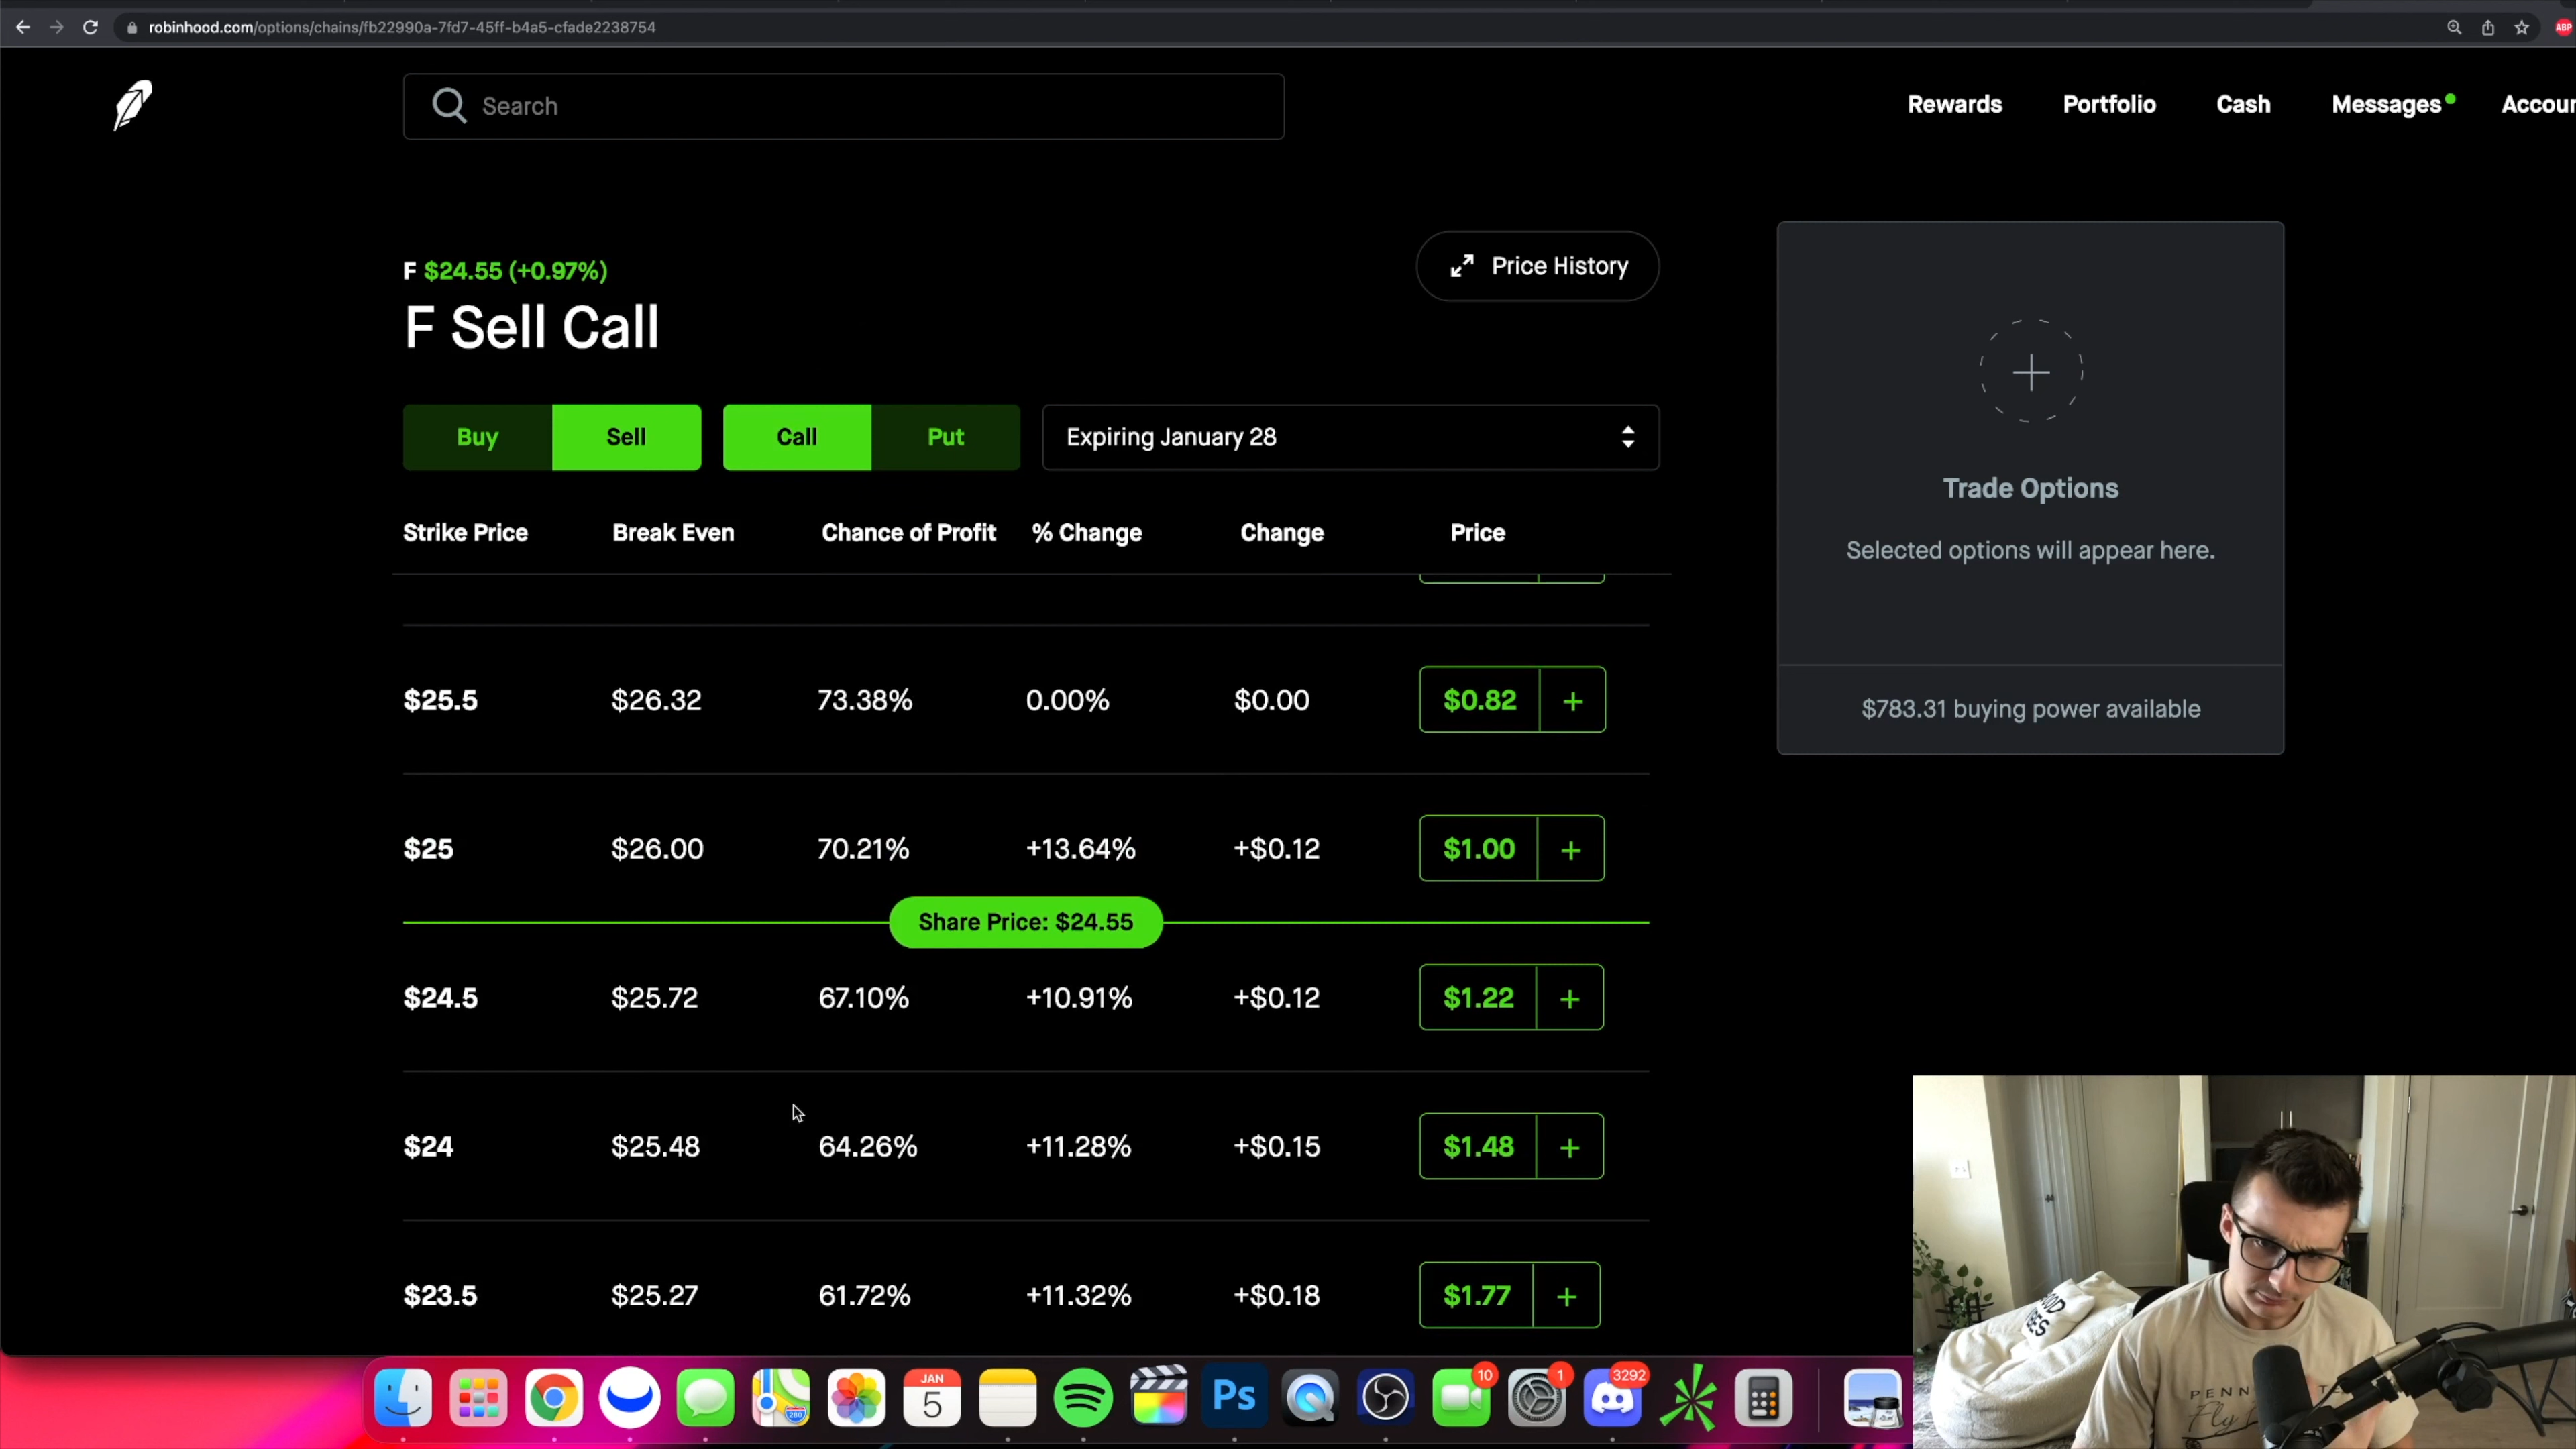 robinhood.com/options/chains/fb22990a-7fd7-45ff-b4a5-cfade2238754
ABP
Search
Rewards
Portfolio
Cash
Messages
Accoun
F $24.55 (+0.97%)
F Sell Call
Price History
Buy
Sell
Call
Put
Expiring January 28
Strike Price
Break Even
Chance of Profit
% Change
Change
Price
$25.5 $26.32 73.38% 0.00% $0.00 $0.82 +
$25 $26.00 70.21% +13.64% +$0.12 $1.00 +
Share Price: $24.55
$24.5 $25.72 67.10% +10.91% +$0.12 $1.22 +
$24 $25.48 64.26% +11.28% +$0.15 $1.48 +
$23.5 $25.27 61.72% +11.32% +$0.18 $1.77 +
Trade Options
Selected options will appear here.
$783.31 buying power available
JAN
5
280
Ps
10
1
3292
PENN
Fly